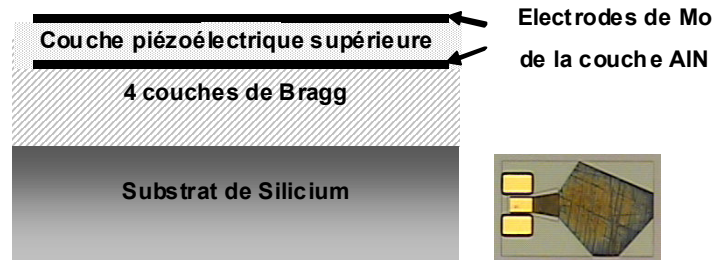 Electrodes de Mo
de la couche AlN
Couche piézoélectrique supérieure
4 couches de Bragg
Substrat de Silicium